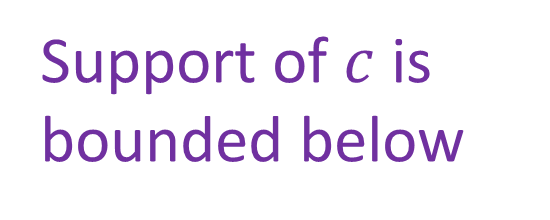 Support of 𝑐 is
bounded below